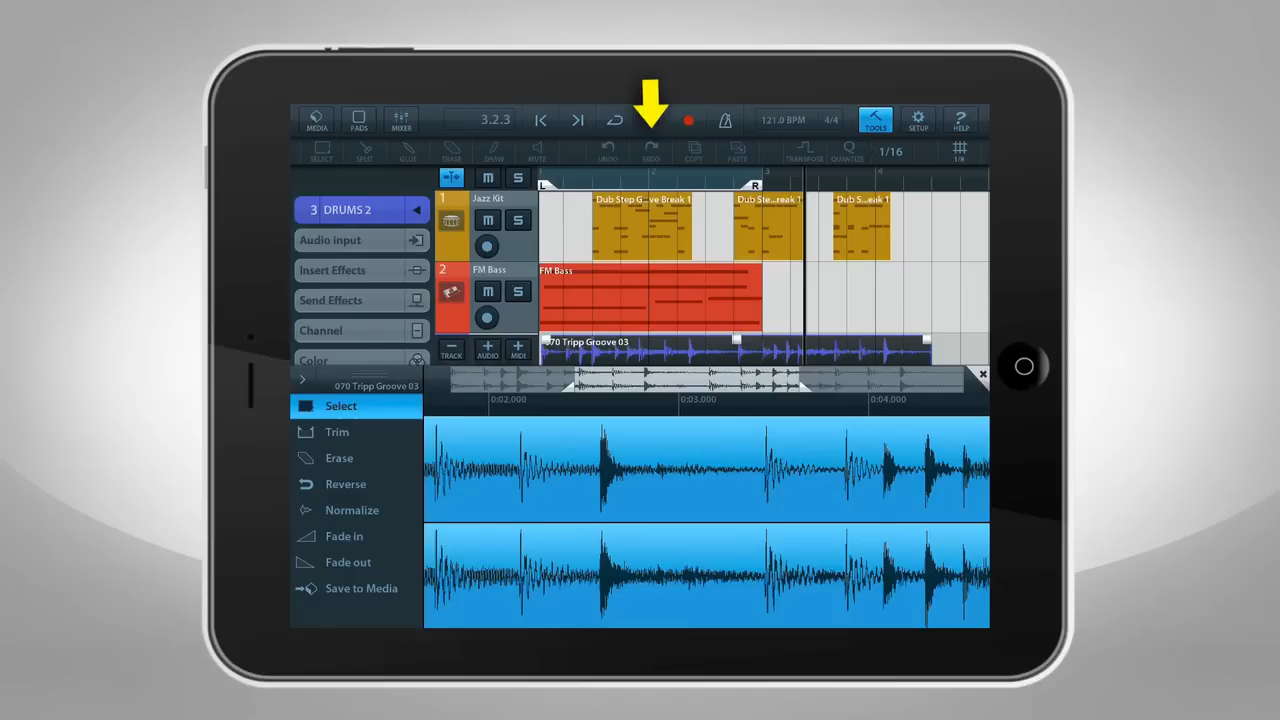 3.2.3
121.0 BPM 4/4
MEDIA PADS MIXER TOOLS SETUP HELP
SELECT SPLIT GLUE ERASE DRAW MUTE UNDO REDO COPY PASTE TRANSPOSE QUANTIZE 1/16 1/8
M S 1 2 3 4
L R
1 Jazz Kit
M S
Dub Step G...ve Break 1 Dub Ste...reak 1 Dub S...eak 1
3 DRUMS 2
Audio input
Insert Effects
Send Effects
Channel
Color
2 FM Bass
M S
FM Bass
TRACK AUDIO MIDI
070 Tripp Groove 03
070 Tripp Groove 03
0:02.000 0:03.000 0:04.000
Select
Trim
Erase
Reverse
Normalize
Fade in
Fade out
Save to Media